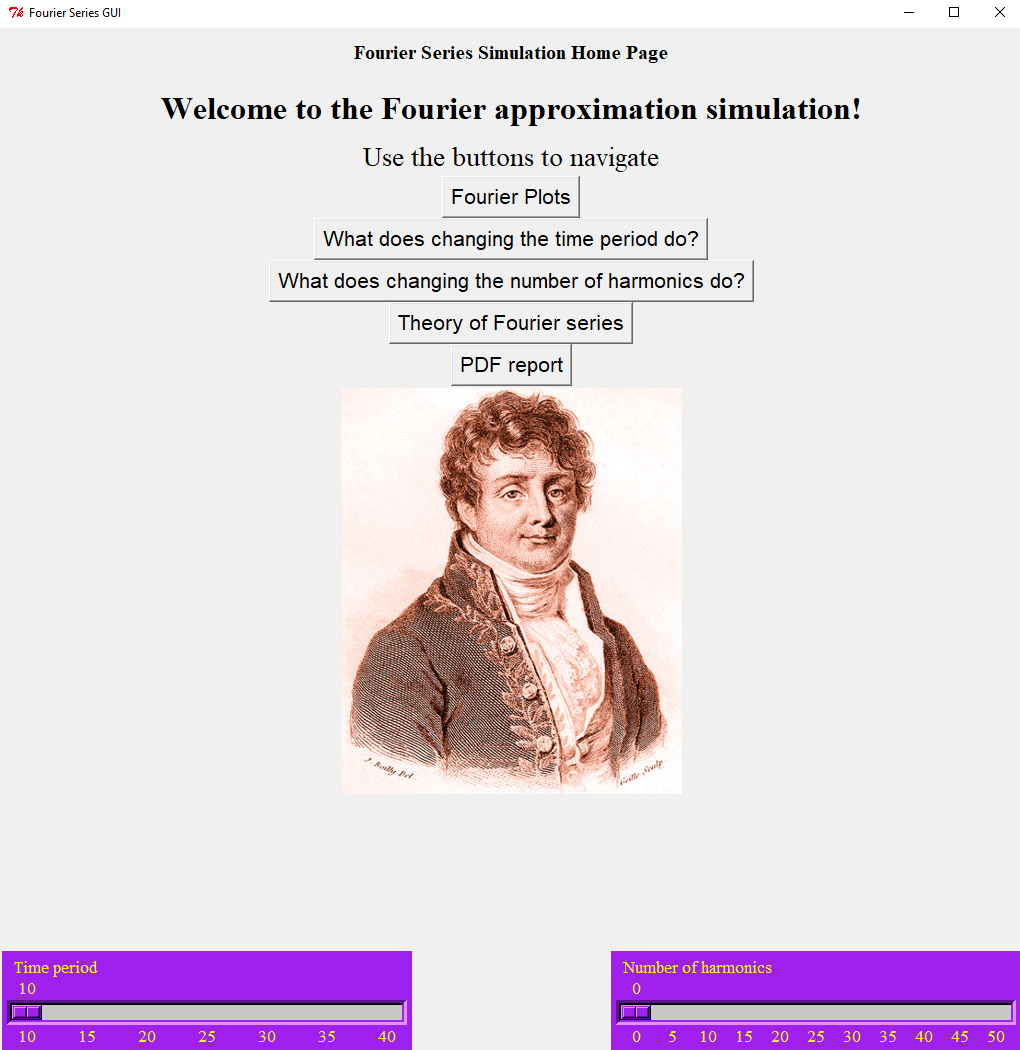 Fourier Series GUI
Fourier Series Simulation Home Page
Welcome to the Fourier approximation simulation!
Use the buttons to navigate
Fourier Plots
What does changing the time period do?
What does changing the number of harmonics do?
Theory of Fourier series
PDF report
J. Boilly Del.
Geille Sculp.
Time period
10
10 15 20 25 30 35 40
Number of harmonics
0
0 5 10 15 20 25 30 35 40 45 50